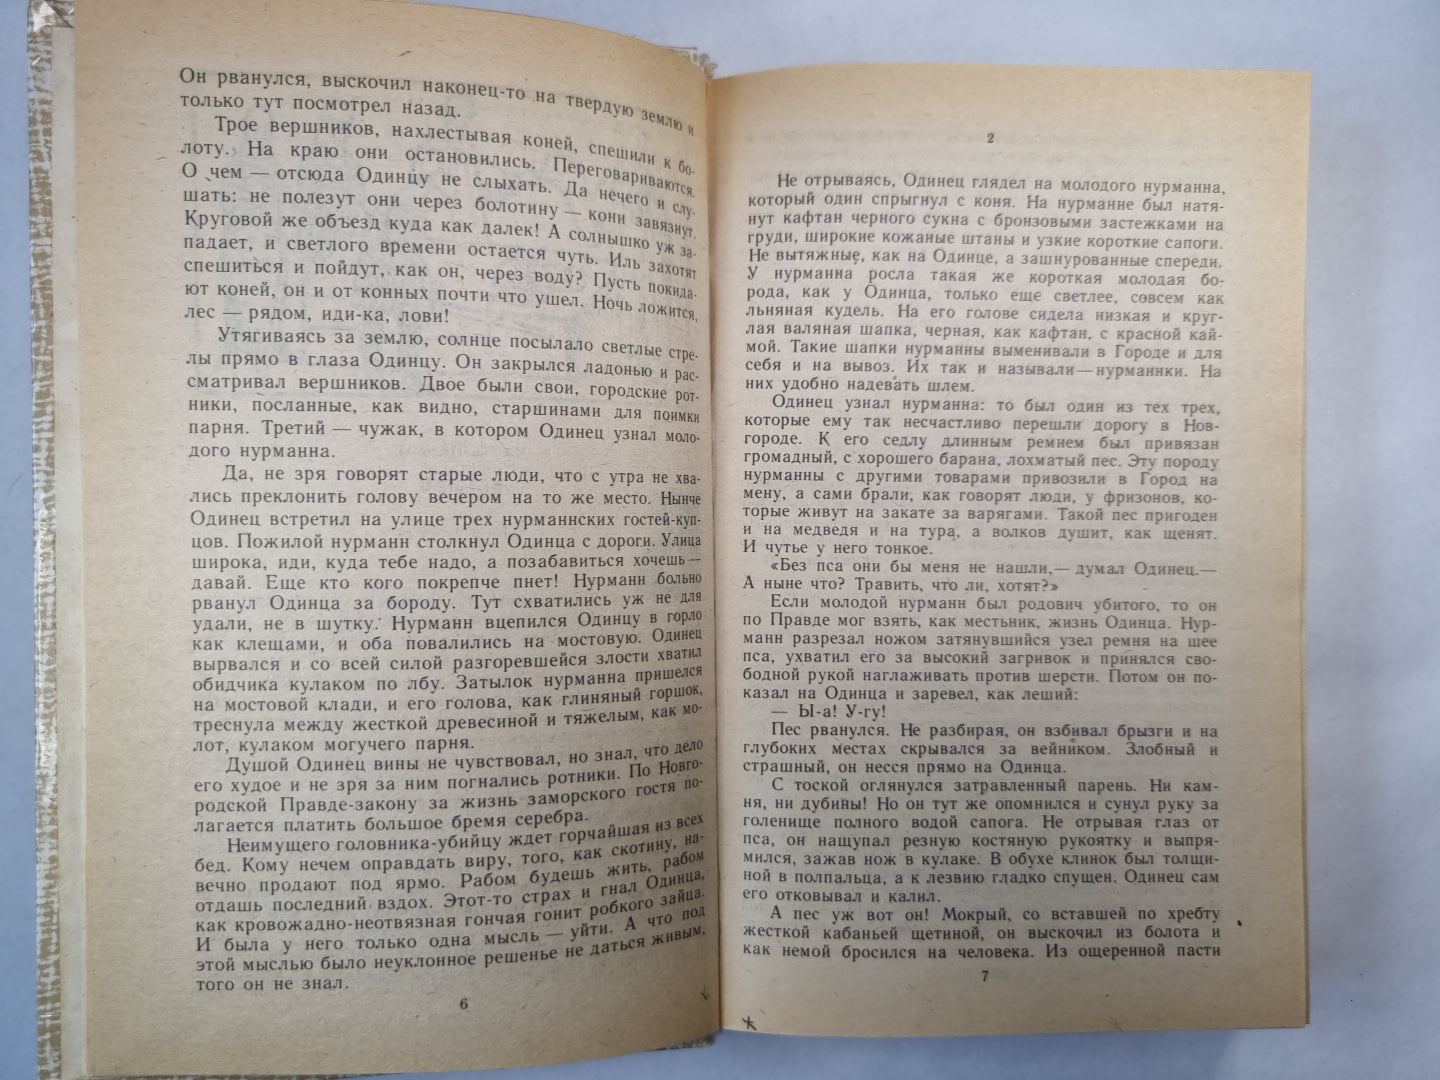 Он рванулся, выскочил наконец-то на твердую землю и
только тут посмотрел назад.
Трое вершников, нахлестывая коней, спешили к бо-
лоту. На краю они остановились. Переговариваются.
О чем — отсюда Одинцу не слыхать. Да нечего и слу-
шать: не полезут они через болотину — кони завязнут.
Круговой же объезд куда как далек! А солнышко уж за-
падает, и светлого времени остается чуть. Иль захотят
спешиться и пойдут, как он, через воду? Пусть покида-
ют коней, он и от конных почти что ушел. Ночь ложится,
лес — рядом, иди-ка, лови!
Утягиваясь за землю, солнце посылало светлые стре-
лы прямо в глаза Одинцу. Он закрылся ладонью и рас-
сматривал вершников. Двое были свои, городские рот-
ники, посланные, как видно, старшинами для поимки
парня. Третий — чужак, в котором Одинец узнал моло-
дого нурманна.
Да, не зря говорят старые люди, что с утра не хва-
лись преклонить голову вечером на то же место. Нынче
Одинец встретил на улице трех нурманнских гостей-куп-
цов. Пожилой нурманн столкнул Одинца с дороги. Улица
широка, иди, куда тебе надо, а позабавиться хочешь —
давай. Еще кто кого покрепче пнет! Нурманн больно
рванул Одинца за бороду. Тут схватились уж не для
удали, не в шутку. Нурманн вцепился Одинцу в горло
как клещами, и оба повалились на мостовую. Одинец
вырвался и со всей силой разгоревшейся злости хватил
обидчика кулаком по лбу. Затылок нурманна пришелся
на мостовой клади, и его голова, как глиняный горшок,
треснула между жесткой древесиной и тяжелым, как мо-
лот, кулаком могучего парня.
Душой Одинец вины не чувствовал, но знал, что дело
его худое и не зря за ним погнались ротники. По Новго-
родской Правде-закону за жизнь заморского гостя по-
лагается платить большое бремя серебра.
Неимущего головника-убийцу ждет горчайшая из всех
бед. Кому нечем оправдать виру, того, как скотину, на-
вечно продают под ярмо. Рабом будешь жить, рабом
отдашь последний вздох. Этот-то страх и гнал Одинца,
как кровожадно-неотвязная гончая гонит робкого зайца.
И была у него только одна мысль — уйти. А что под
этой мыслью было неуклонное решенье не даться живым,
того он не знал.
6
2
Не отрываясь, Одинец глядел на молодого нурманна,
который один спрыгнул с коня. На нурманне был натя-
нут кафтан черного сукна с бронзовыми застежками на
груди, широкие кожаные штаны и узкие короткие сапоги.
Не вытяжные, как на Одинце, а зашнурованные спереди.
У нурманна росла такая же короткая молодая бо-
рода, как у Одинца, только еще светлее, совсем как
льняная кудель. На его голове сидела низкая и круг-
лая валяная шапка, черная, как кафтан, с красной кай-
мой. Такие шапки нурманны выменивали в Городе и для
себя и на вывоз. Их так и называли — нурманнки. На
них удобно надевать шлем.
Одинец узнал нурманна: то был один из тех трех,
которые ему так несчастливо перешли дорогу в Нов-
городе. К его седлу длинным ремнем был привязан
громадный, с хорошего барана, лохматый пес. Эту породу
нурманны с другими товарами привозили в Город на
мену, а сами брали, как говорят люди, у фризонов, ко-
торые живут на закате за варягами. Такой пес пригоден
и на медведя и на тура, а волков душит, как щенят.
И чутье у него тонкое.
«Без пса они бы меня не нашли,— думал Одинец.—
А ныне что? Травить, что ли, хотят?»
Если молодой нурманн был родович убитого, то он
по Правде мог взять, как местьник, жизнь Одинца. Нур-
манн разрезал ножом затянувшийся узел ремня на шее
пса, ухватил его за высокий загривок и принялся сво-
бодной рукой наглаживать против шерсти. Потом он по-
казал на Одинца и заревел, как леший:
— Ы-а! У-гу!
Пес рванулся. Не разбирая, он взбивал брызги и на
глубоких местах скрывался за вейником. Злобный и
страшный, он несся прямо на Одинца.
С тоской оглянулся затравленный парень. Ни кам-
ня, ни дубины! Но он тут же опомнился и сунул руку за
голенище полного водой сапога. Не отрывая глаз от
пса, он нащупал резную костяную рукоятку и выпря-
мился, зажав нож в кулаке. В обухе клинок был толщи-
ной в полпальца, а к лезвию гладко спущен. Одинец сам
его отковывал и калил.
А пес уж вот он! Мокрый, со вставшей по хребту
жесткой кабаньей щетиной, он выскочил из болота и
как немой бросился на человека. Из ощеренной пасти
7